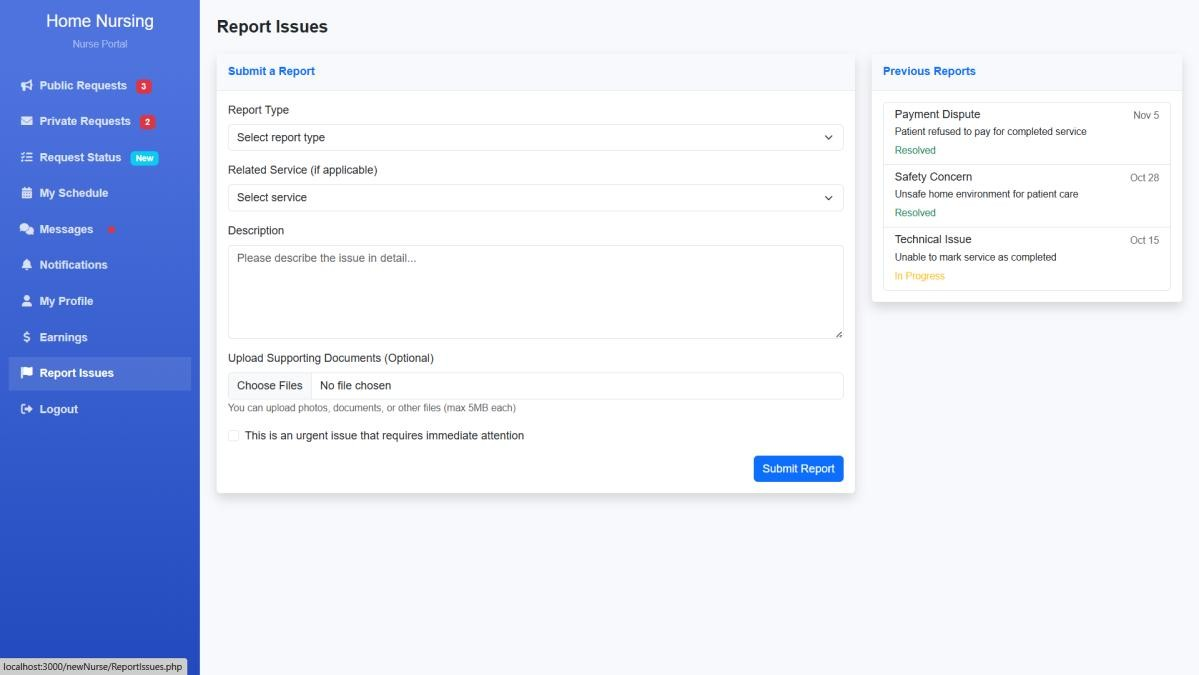 Home Nursing
Nurse Portal
Public Requests 3
Private Requests 2
Request Status New
My Schedule
Messages
Notifications
My Profile
Earnings
Report Issues
Logout
localhost:3000/newNurse/ReportIssues.php
Report Issues
Submit a Report
Report Type
Select report type
Related Service (if applicable)
Select service
Description
Please describe the issue in detail...
Upload Supporting Documents (Optional)
Choose Files No file chosen
You can upload photos, documents, or other files (max 5MB each)
This is an urgent issue that requires immediate attention
Submit Report
Previous Reports
Payment Dispute Nov 5
Patient refused to pay for completed service
Resolved
Safety Concern Oct 28
Unsafe home environment for patient care
Resolved
Technical Issue Oct 15
Unable to mark service as completed
In Progress